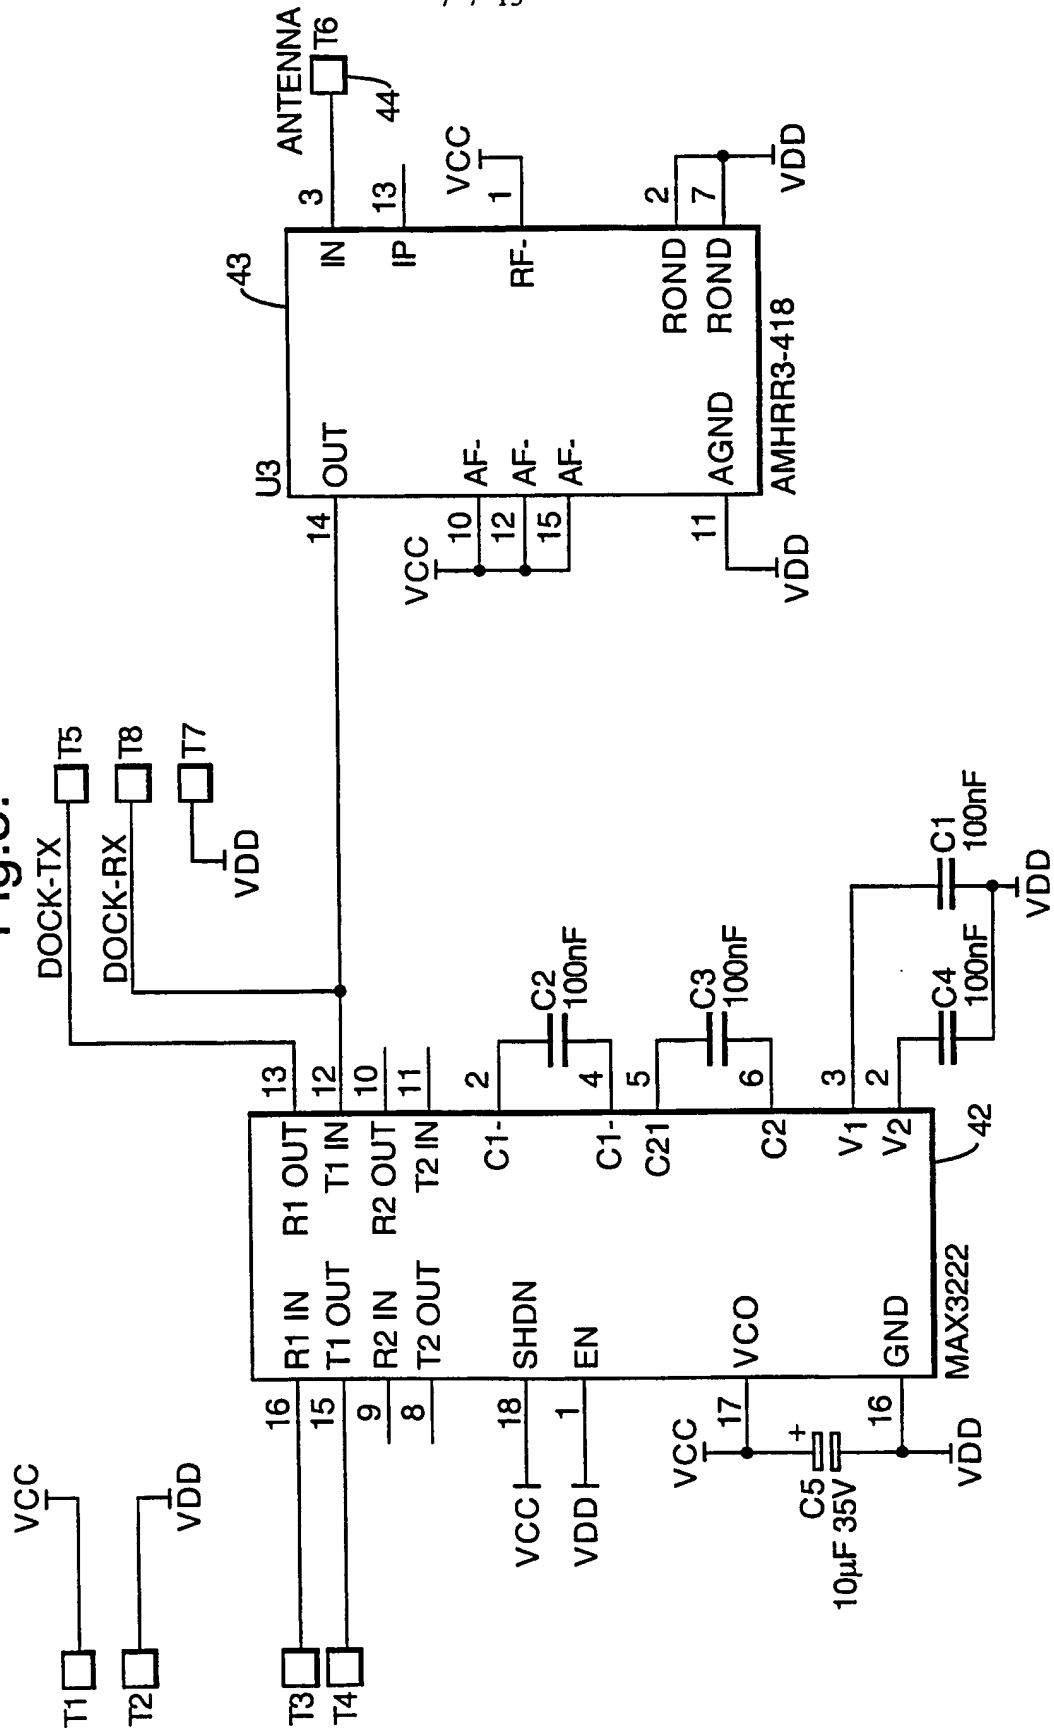 Fig.8.
VCC
T1
VDD
T2
T3
T4
DOCK-TX
T5
DOCK-RX
T8
T7
VDD
ANTENNA
T6
44
16
R1 IN
R1 OUT
13
15
T1 OUT
T1 IN
12
9
R2 IN
R2 OUT
10
8
T2 OUT
T2 IN
11
VCC
18
SHDN
VDD
1
EN
C1-
2
C2
100nF
C1-
4
C21
5
C3
100nF
C2
6
VCC
17
VCO
C5
+
10µF 35V
16
GND
VDD
V1
3
V2
2
C4
100nF
C1
100nF
VDD
MAX3222
42
U3
43
14
OUT
IN
3
IP
13
VCC
10
AF-
12
AF-
15
AF-
RF-
1
VCC
11
AGND
VDD
ROND
2
ROND
7
VDD
AMHRR3-418